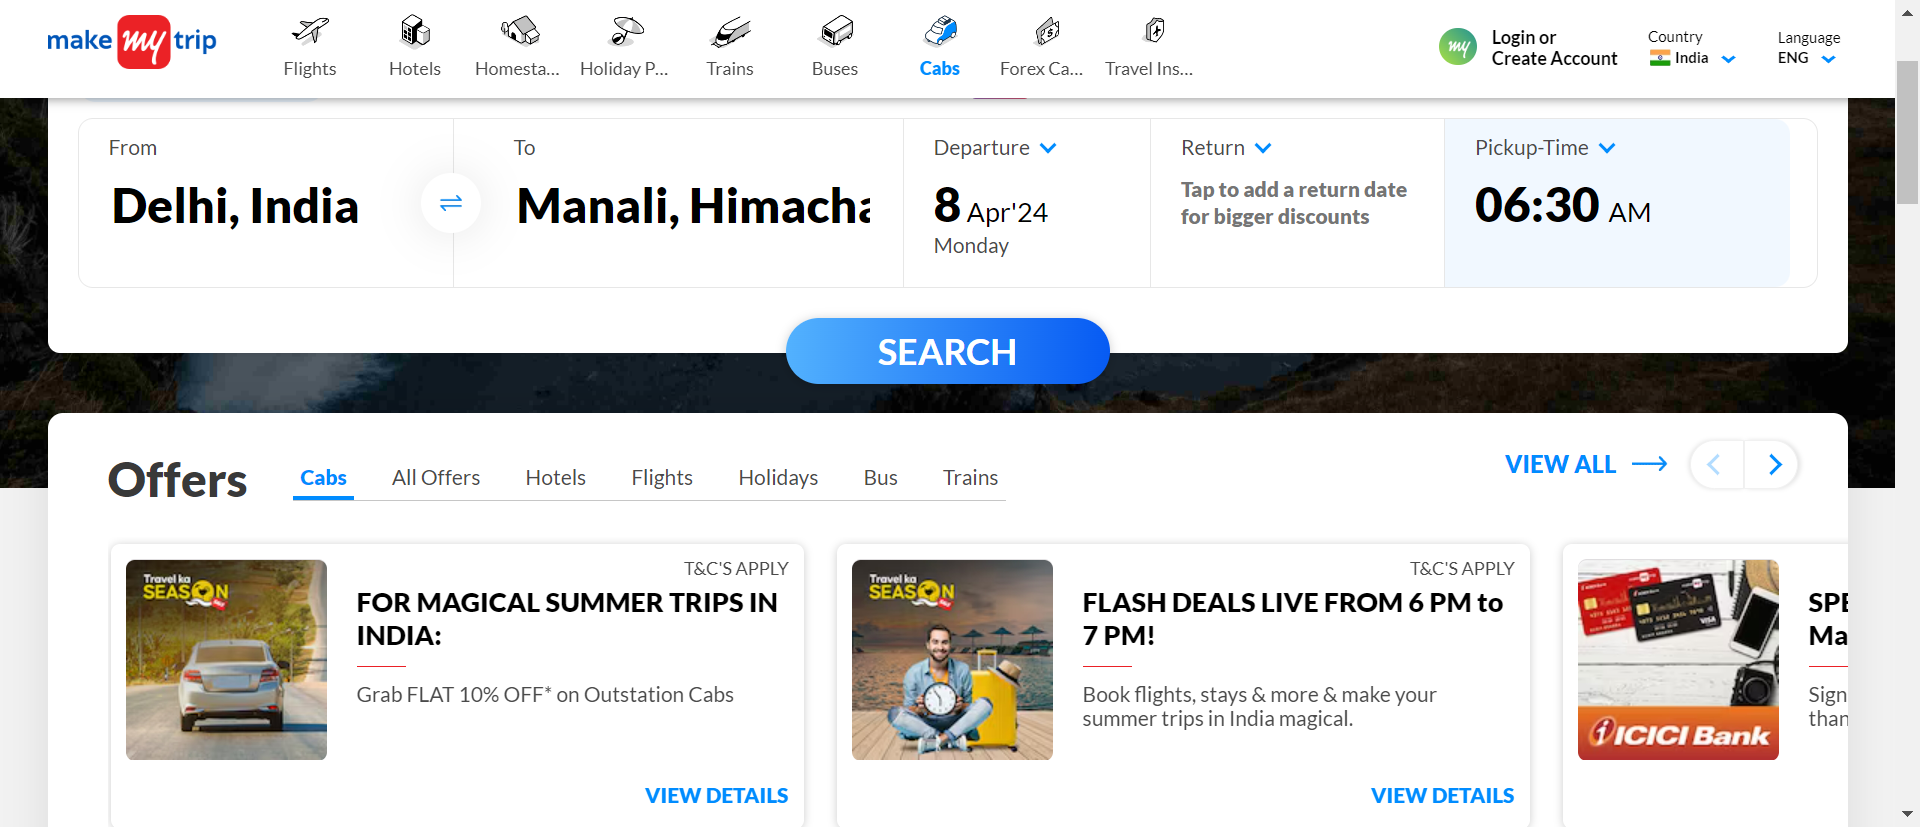 make my trip
Flights
Hotels
Homesta...
Holiday P...
Trains
Buses
Cabs
Forex Ca...
Travel Ins...
my
Login or
Create Account
Country
India
Language
ENG
From
Delhi, India
To
Manali, Himacha
Departure
8 Apr'24
Monday
Return
Tap to add a return date
for bigger discounts
Pickup-Time
06:30 AM
SEARCH
Offers
Cabs
All Offers
Hotels
Flights
Holidays
Bus
Trains
VIEW ALL
Travel ka
SEASON
T&C'S APPLY
FOR MAGICAL SUMMER TRIPS IN
INDIA:
Grab FLAT 10% OFF* on Outstation Cabs
VIEW DETAILS
Travel ka
SEASON
T&C'S APPLY
FLASH DEALS LIVE FROM 6 PM to
7 PM!
Book flights, stays & more & make your
summer trips in India magical.
VIEW DETAILS
VISA
ICICI Bank
SPE
Ma
Sign
than